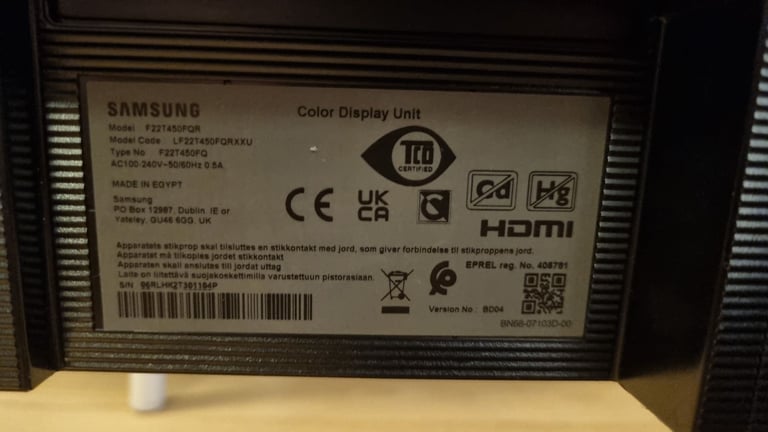 SAMSUNG
Color Display Unit
Model F22T450FQR
Model Code LF22T450FQRXXU
Type No F22T450FQ
AC100-240V~50/60Hz 0.5A
MADE IN EGYPT
Samsung
PO Box 12987, Dublin. IE or
Yateley, GU46 6GG. UK
TCO
CERTIFIED
CE
UK
CA
Cd
Hg
HDMI
Apparatets stikprop skal tilsluttes en stikkontakt med jord, som giver forbindelse til stikproppens jord.
Apparatet må tilkoples jordet stikkontakt
Apparaten skall anslutas till jordat uttag
Laite on liitettävä suojakoskettimilla varustettuun pistorasiaan.
EPREL reg. No. 405781
S/N 06RLHK2T301104P
Version No : BD04
BN68-07103D-00